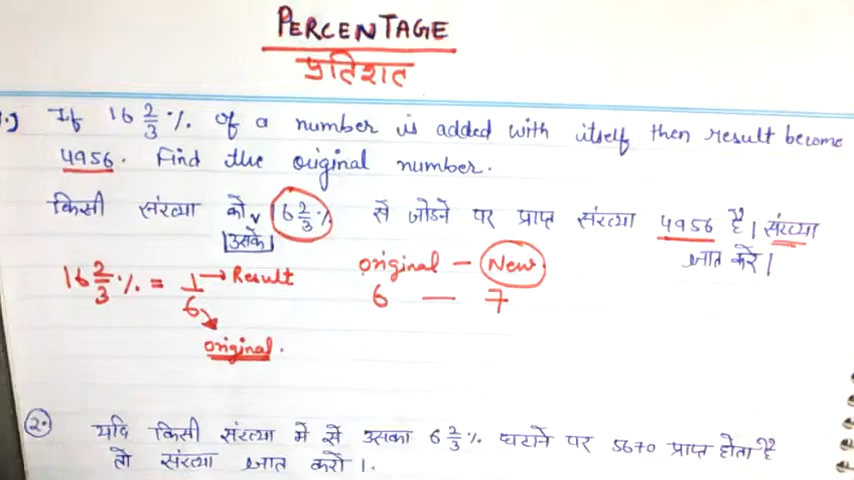 PERCENTAGE
प्रतिशत
1.) If 16 2/3 % of a number is added with itself then result become
4956. Find the original number.
किसी संख्या को उसके 16 2/3 % से जोडने पर प्राप्त संख्या 4956 है। संख्या
ज्ञात करें।
16 2/3 % = 1/6 → Result
original.
original — New
6 — 7
2. यदि किसी संख्या में से उसका 6 2/3 % घटाने पर 5670 प्राप्त होता है
तो संख्या ज्ञात करो।.